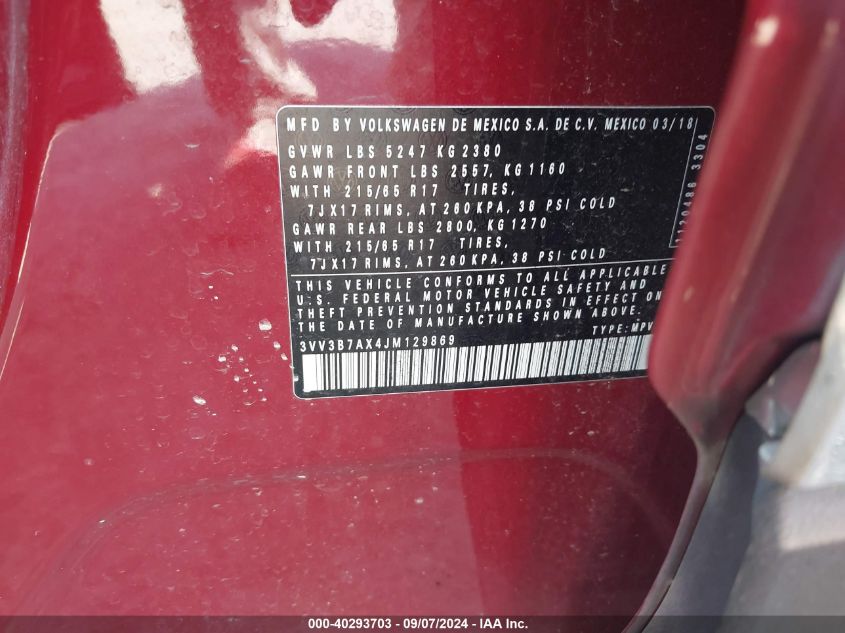 MFD BY VOLKSWAGEN DE MEXICO S.A. DE C.V. MEXICO 03/18
GVWR LBS 5247 KG 2380
GAWR FRONT LBS 2557, KG 1160
WITH 215/65 R17 TIRES,
7JX17 RIMS, AT 260 KPA, 38 PSI COLD
GAWR REAR LBS 2800, KG 1270
WITH 215/65 R17 TIRES,
7JX17 RIMS, AT 260 KPA, 38 PSI COLD
THIS VEHICLE CONFORMS TO ALL APPLICABLE
U.S. FEDERAL MOTOR VEHICLE SAFETY AND
THEFT PREVENTION STANDARDS IN EFFECT ON
THE DATE OF MANUFACTURE SHOWN ABOVE.
3VV3B7AX4JM129869 TYPE: MPV
1120486 3304
000-40293703 - 09/07/2024 - IAA Inc.